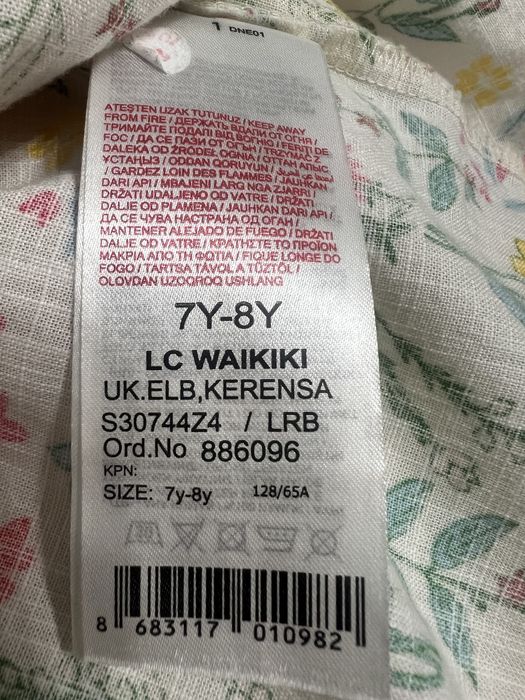 1 DNE01
ATEŞTEN UZAK TUTUNUZ / KEEP AWAY
FROM FIRE / ДЕРЖАТЬ ВДАЛИ ОТ ОГНЯ /
ТРИМАЙТЕ ПОДАЛІ ВІД ВОГНЮ / FERITI DE
FOC / ДА СЕ ПАЗИ ОТ ОГЪН / TRZYMAĆ Z
DALEKA OD ŹRÓDEŁ OGNIA / ОТТАН АЛЫС
ҰСТАҢЫЗ / ODDAN QORUYUN /
/ GARDEZ LOIN DES FLAMMES / JAUHKAN
DARI API / MBAJENI LARG NGA ZJARRI
DRŽATI UDALJENO OD VATRE / DRŽATI
DALJE OD PLAMENA / JAUHKAN DARI API /
ДА СЕ ЧУВА НАСТРАНА ОД ОГАН /
MANTENER ALEJADO DE FUEGO / DRŽATI
DALJE OD VATRE / ΚΡΑΤΗΣΤΕ ΤΟ ΠΡΟΪΟΝ
ΜΑΚΡΙΑ ΑΠΟ ΤΗ ΦΩΤΙΑ / FIQUE LONGE DO
FOGO / TARTSA TÁVOL A TŰZTŐL /
OLOVDAN UZOQROQ USHLANG
7Y-8Y
LC WAIKIKI
UK.ELB,KERENSA
S30744Z4 / LRB
Ord.No 886096
KPN:
SIZE: 7y-8y 128/65A
8 683117 010982